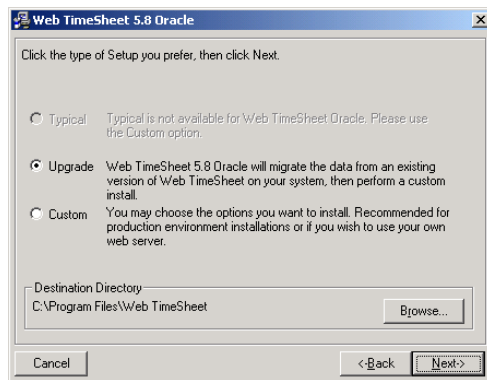 Web TimeSheet 5.8 Oracle
Click the type of Setup you prefer, then click Next.
Typical
Typical is not available for Web TimeSheet Oracle. Please use
the Custom option.
Upgrade
Web TimeSheet 5.8 Oracle will migrate the data from an existing
version of Web TimeSheet on your system, then perform a custom
install.
Custom
You may choose the options you want to install. Recommended for
production environment installations or if you wish to use your own
web server.
Destination Directory
C:\Program Files\Web TimeSheet
Browse...
Cancel
<-Back
Next->